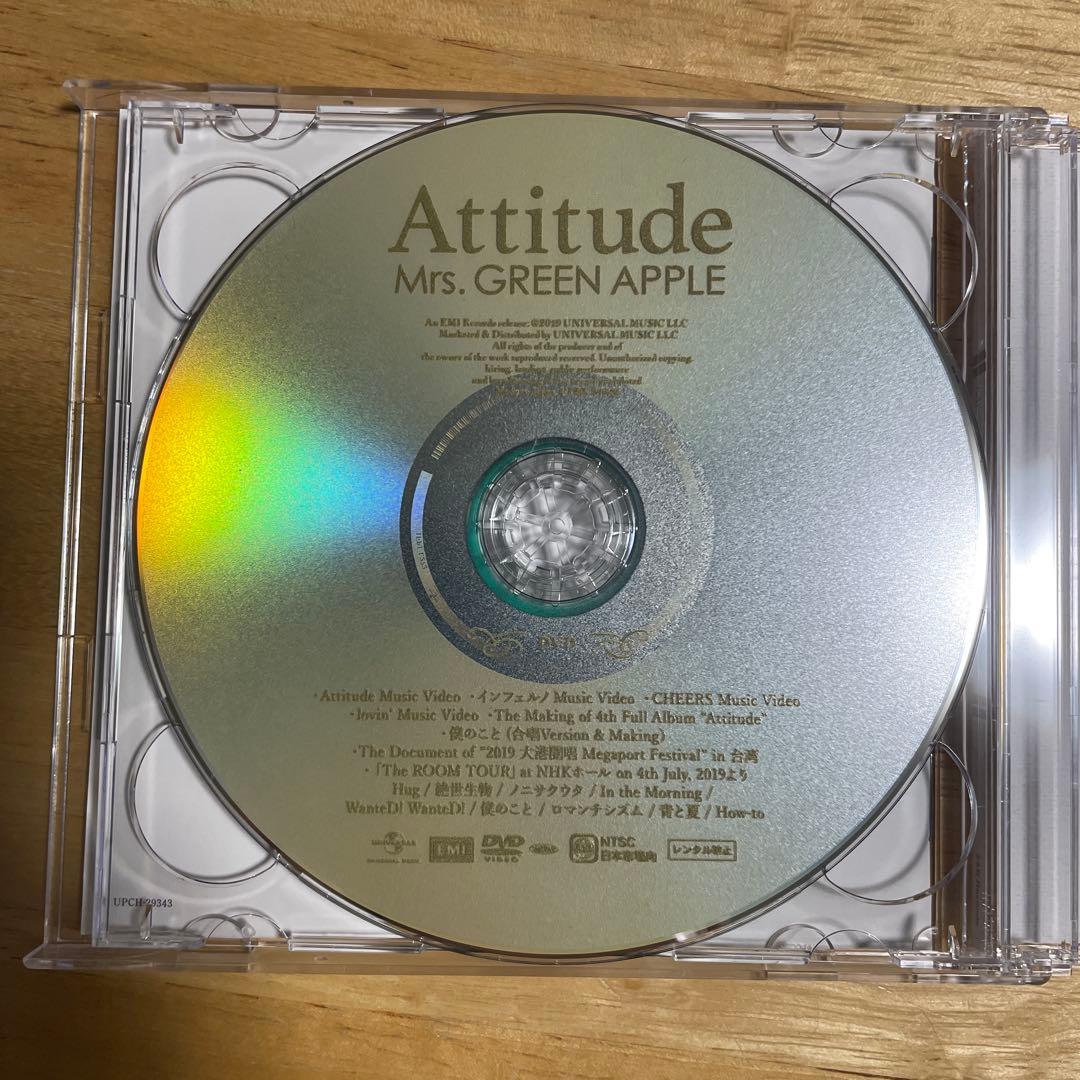 Attitude
Mrs. GREEN APPLE
An EMI Records release; ℗2019 UNIVERSAL MUSIC LLC
Marketed & Distributed by UNIVERSAL MUSIC LLC
All rights of the producer and of
the owner of the work reproduced reserved. Unauthorized copying,
hiring, lending, public performance
DVD
・Attitude Music Video ・インフェルノ Music Video ・CHEERS Music Video
・lovin' Music Video ・The Making of 4th Full Album "Attitude"
・僕のこと (合唱Version & Making)
・The Document of "2019 大港開唱 Megaport Festival" in 台湾
・「The ROOM TOUR」 at NHKホール on 4th July, 2019より
Hug / 絶世生物 / ノニサクウタ / In the Morning /
WanteD! WanteD! / 僕のこと / ロマンチシズム / 青と夏 / How-to
UNIVERSAL
EMI
DVD
VIDEO
NTSC
日本市場向
レンタル禁止
UPCH-29343